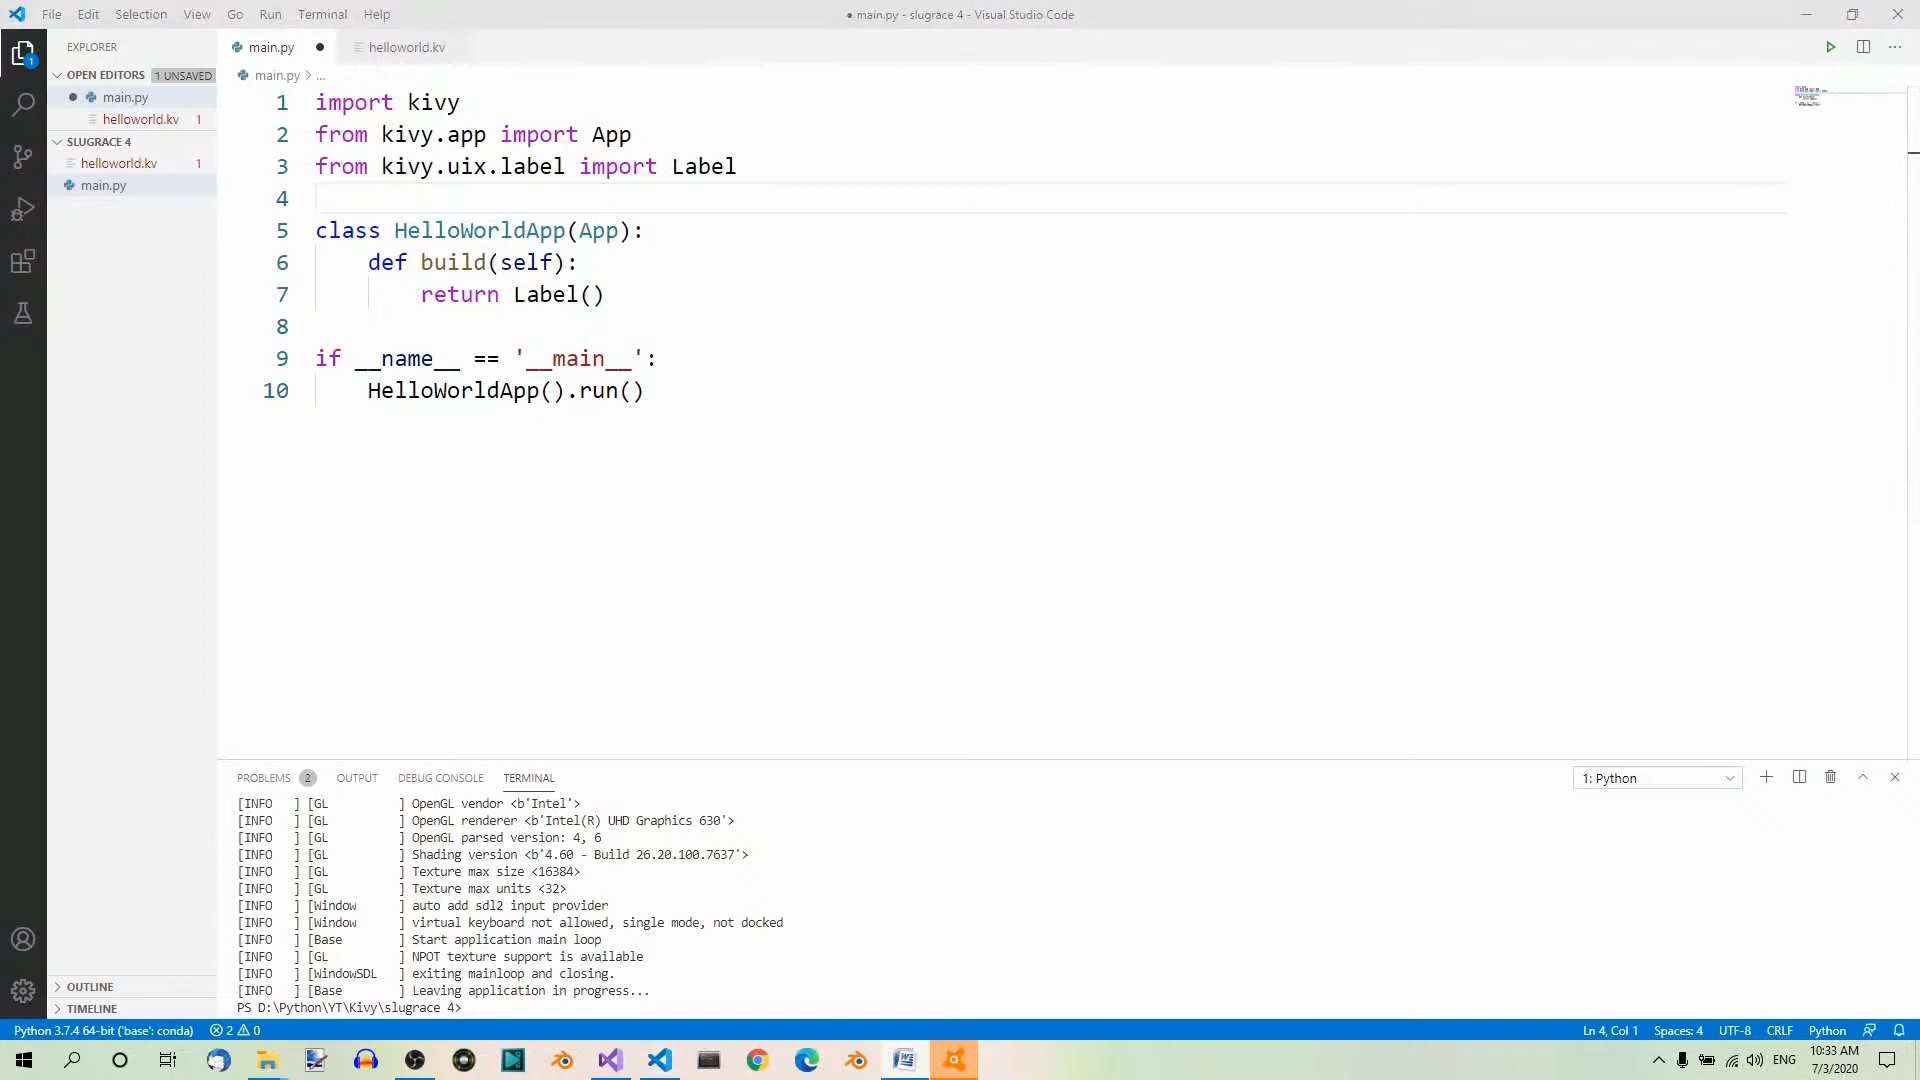 File Edit Selection View Go Run Terminal Help
● main.py - slugrace 4 - Visual Studio Code
EXPLORER
OPEN EDITORS 1 UNSAVED
main.py
helloworld.kv 1
SLUGRACE 4
helloworld.kv 1
main.py
OUTLINE
TIMELINE
main.py
helloworld.kv
main.py > ...
1 import kivy
2 from kivy.app import App
3 from kivy.uix.label import Label
4
5 class HelloWorldApp(App):
6 def build(self):
7 return Label()
8
9 if __name__ == '__main__':
10 HelloWorldApp().run()
PROBLEMS 2 OUTPUT DEBUG CONSOLE TERMINAL
1: Python
[INFO ] [GL ] OpenGL vendor <b'Intel'>
[INFO ] [GL ] OpenGL renderer <b'Intel(R) UHD Graphics 630'>
[INFO ] [GL ] OpenGL parsed version: 4, 6
[INFO ] [GL ] Shading version <b'4.60 - Build 26.20.100.7637'>
[INFO ] [GL ] Texture max size <16384>
[INFO ] [GL ] Texture max units <32>
[INFO ] [Window ] auto add sdl2 input provider
[INFO ] [Window ] virtual keyboard not allowed, single mode, not docked
[INFO ] [Base ] Start application main loop
[INFO ] [GL ] NPOT texture support is available
[INFO ] [WindowSDL ] exiting mainloop and closing.
[INFO ] [Base ] Leaving application in progress...
PS D:\Python\YT\Kivy\slugrace 4>
Python 3.7.4 64-bit ('base': conda) 2 0
Ln 4, Col 1 Spaces: 4 UTF-8 CRLF Python
ENG
10:33 AM
7/3/2020